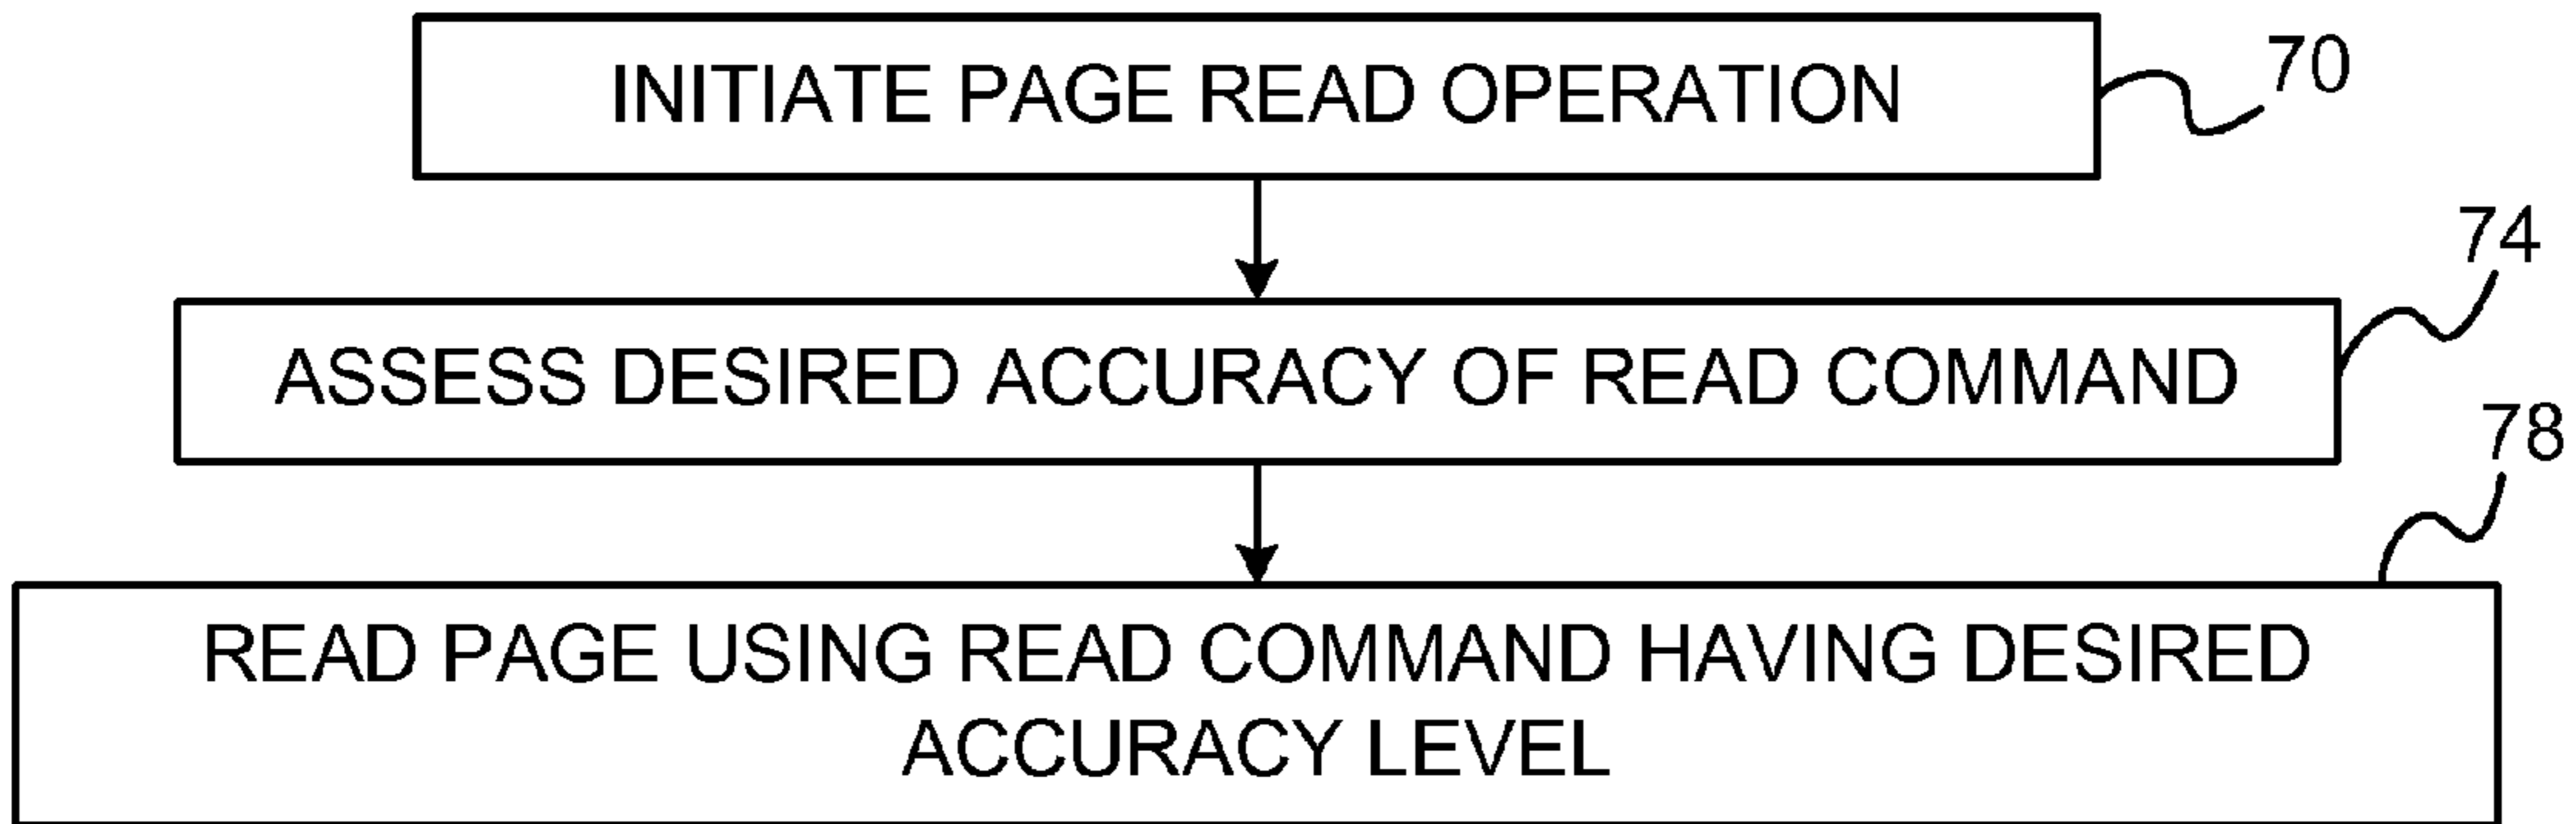 INITIATE PAGE READ OPERATION
70
ASSESS DESIRED ACCURACY OF READ COMMAND
74
READ PAGE USING READ COMMAND HAVING DESIRED
ACCURACY LEVEL
78